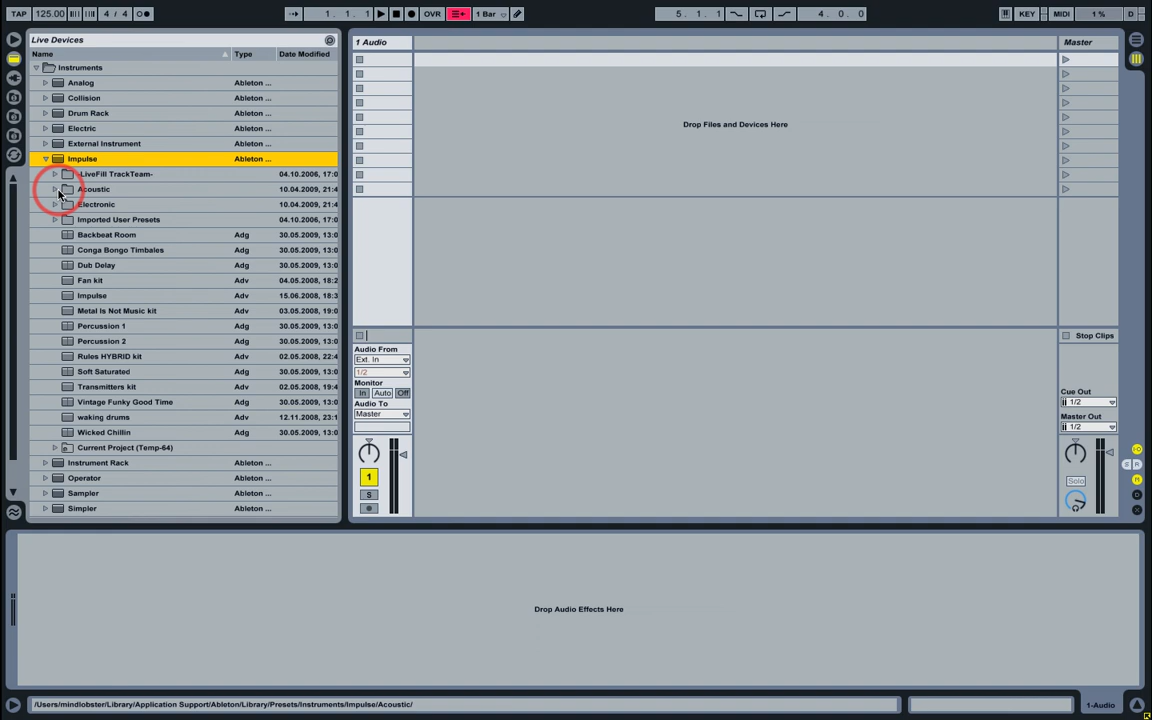 TAP 125.00 4 / 4 1. 1. 1 OVR 1 Bar 5. 1. 1 4. 0. 0 KEY MIDI 1 % D
Live Devices
Name Type Date Modified
Instruments
Analog Ableton ...
Collision Ableton ...
Drum Rack Ableton ...
Electric Ableton ...
External Instrument Ableton ...
Impulse Ableton ...
-LiveFill TrackTeam- 04.10.2006, 17:0
Acoustic 10.04.2009, 21:4
Electronic 10.04.2009, 21:4
Imported User Presets 04.10.2006, 17:0
Backbeat Room Adg 30.05.2009, 13:0
Conga Bongo Timbales Adg 30.05.2009, 13:0
Dub Delay Adg 30.05.2009, 13:0
Fan kit Adv 04.05.2008, 18:2
Impulse Adv 15.06.2008, 18:3
Metal Is Not Music kit Adv 03.05.2008, 19:0
Percussion 1 Adg 30.05.2009, 13:0
Percussion 2 Adg 30.05.2009, 13:0
Rules HYBRID kit Adv 02.05.2008, 22:4
Soft Saturated Adg 30.05.2009, 13:0
Transmitters kit Adv 02.05.2008, 19:4
Vintage Funky Good Time Adg 30.05.2009, 13:0
waking drums Adv 12.11.2008, 23:1
Wicked Chillin Adg 30.05.2009, 13:0
Current Project (Temp-64)
Instrument Rack Ableton ...
Operator Ableton ...
Sampler Ableton ...
Simpler Ableton ...
1 Audio
Master
Drop Files and Devices Here
Stop Clips
Audio From
Ext. In
1/2
Monitor
In Auto Off
Audio To
Master
1
S
Cue Out
1/2
Master Out
1/2
Solo
S R
R
D
Drop Audio Effects Here
/Users/mindlobster/Library/Application Support/Ableton/Library/Presets/Instruments/Impulse/Acoustic/
1-Audio